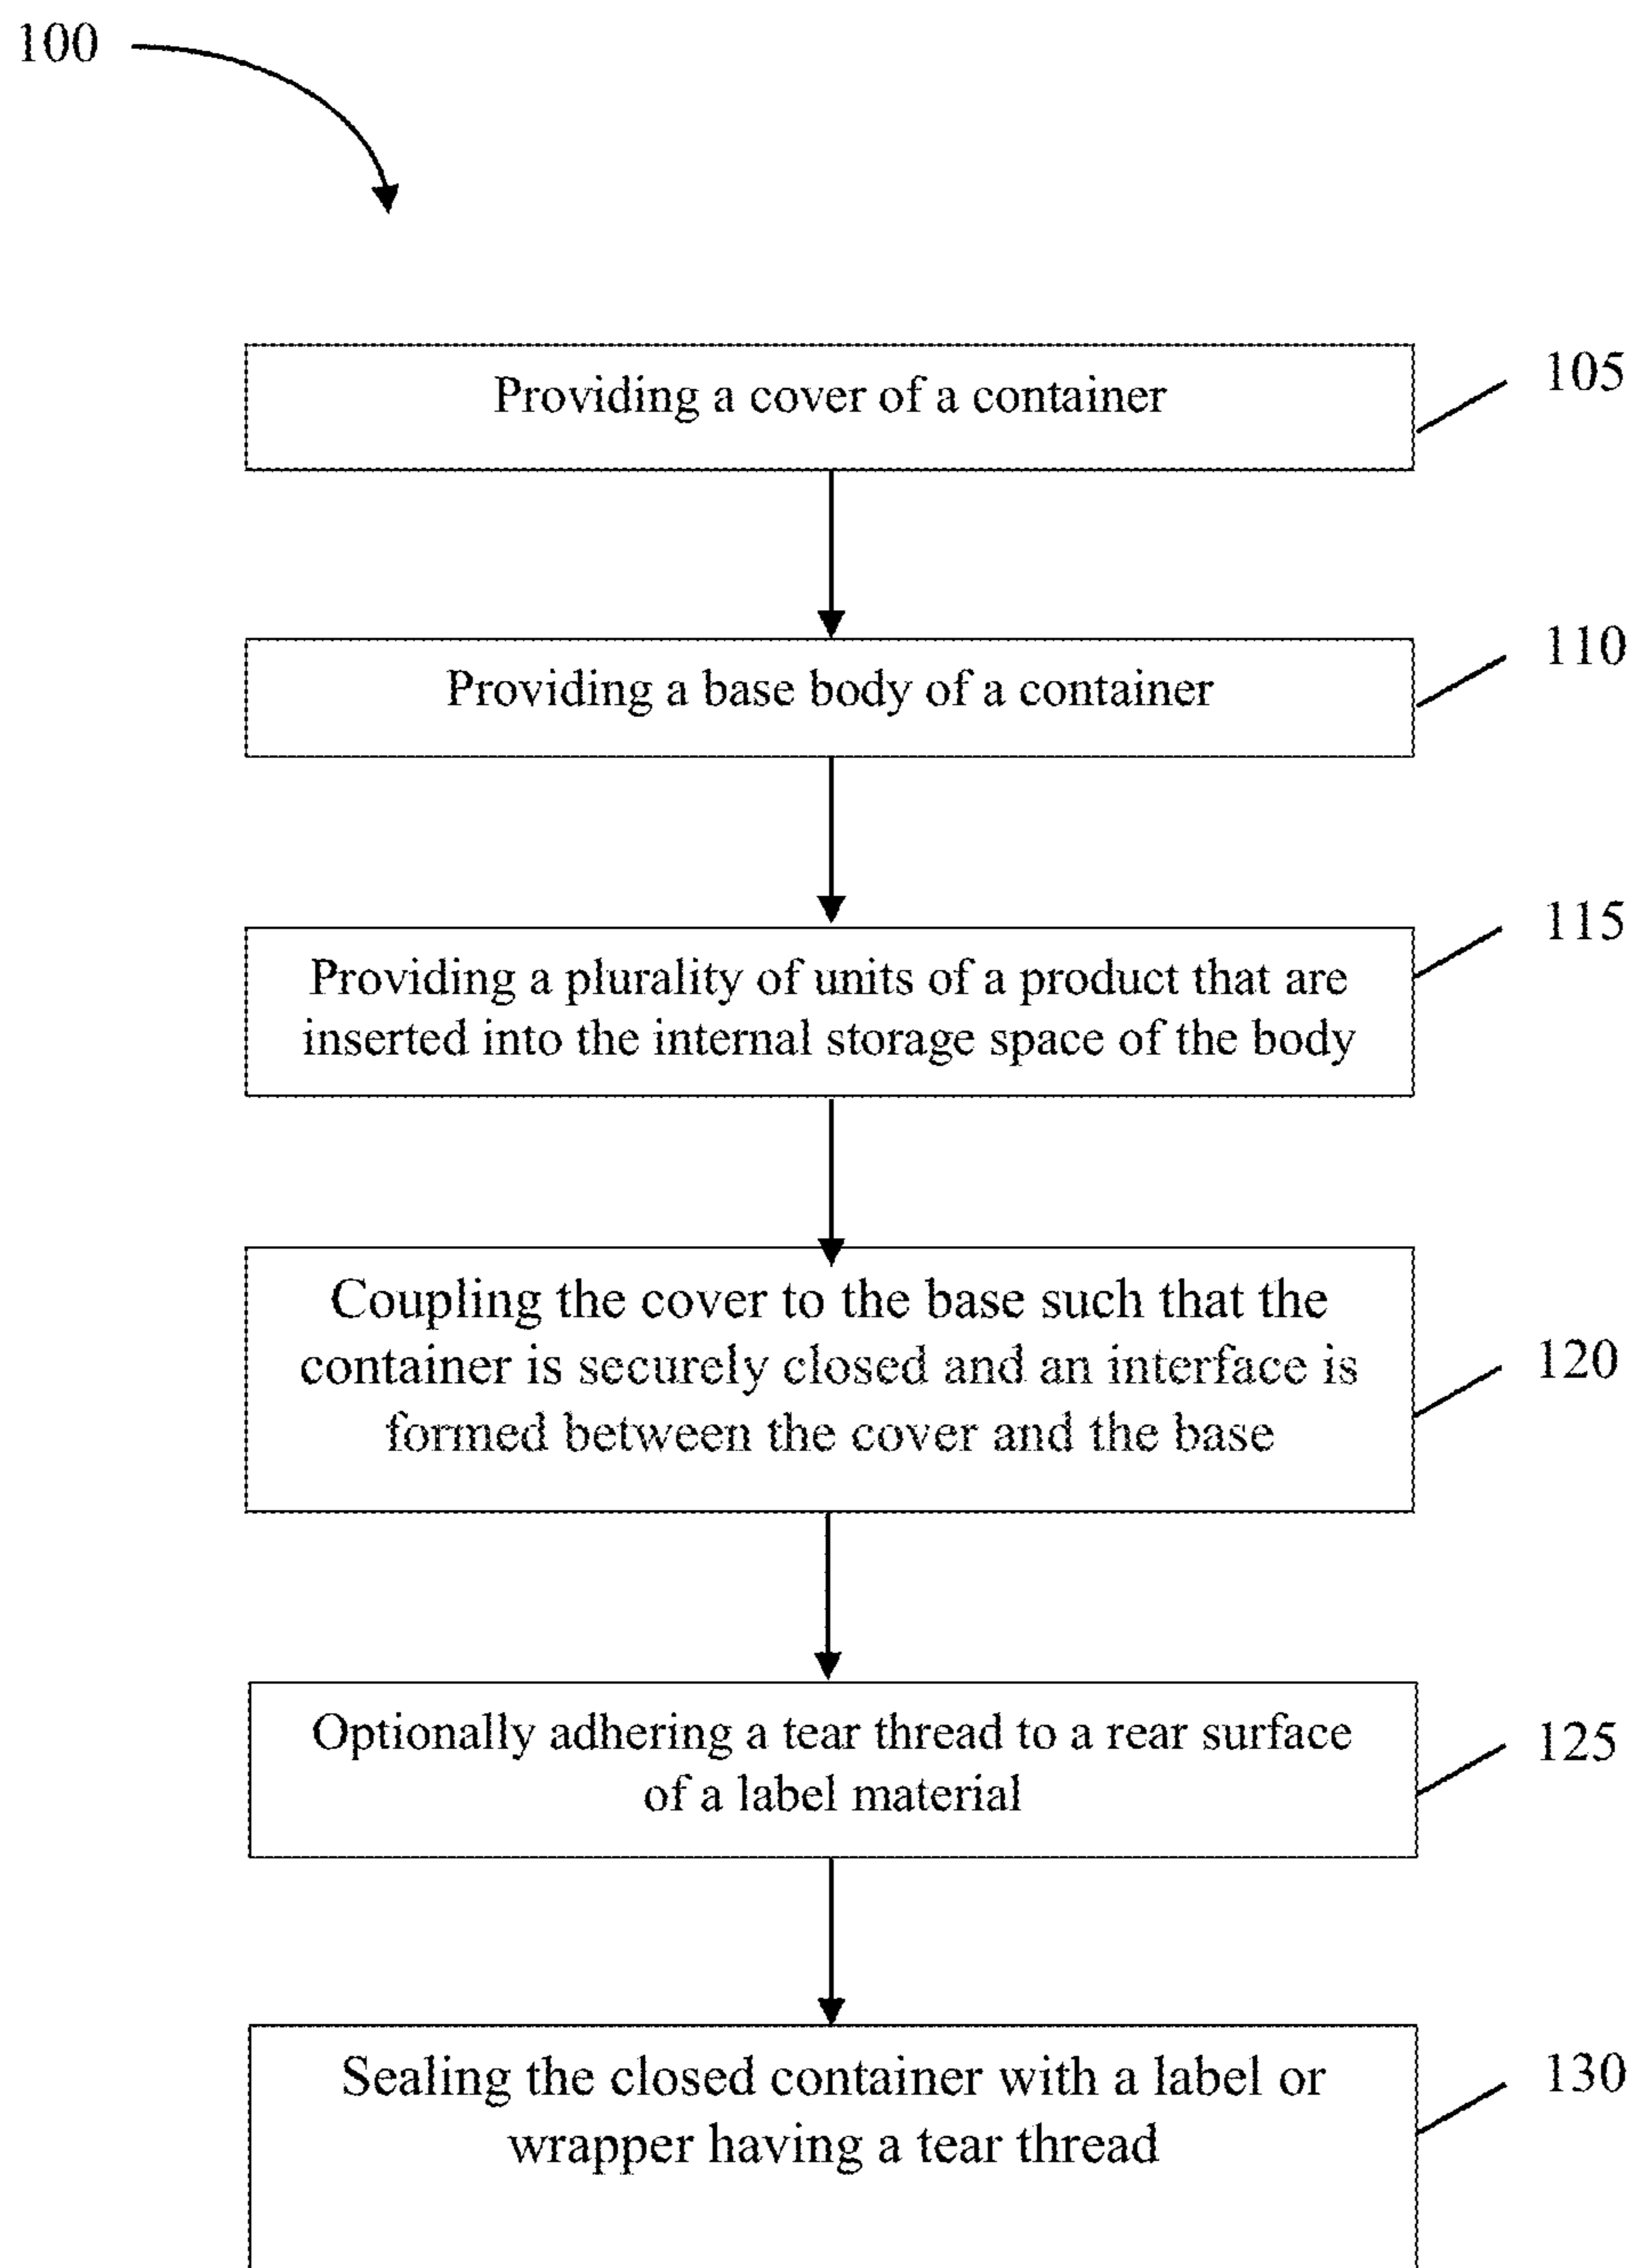 100
Providing a cover of a container
105
Providing a base body of a container
110
Providing a plurality of units of a product that are
inserted into the internal storage space of the body
115
Coupling the cover to the base such that the
container is securely closed and an interface is
formed between the cover and the base
120
Optionally adhering a tear thread to a rear surface
of a label material
125
Sealing the closed container with a label or
wrapper having a tear thread
130